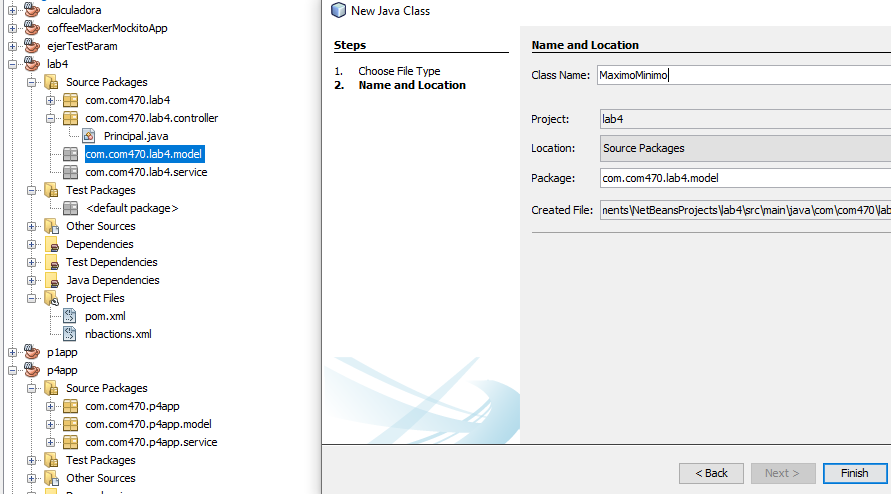 calculadora
coffeeMackerMockitoApp
ejerTestParam
lab4
Source Packages
com.com470.lab4
com.com470.lab4.controller
Principal.java
com.com470.lab4.model
com.com470.lab4.service
Test Packages
<default package>
Other Sources
Dependencies
Test Dependencies
Java Dependencies
Project Files
pom.xml
nbactions.xml
p1app
p4app
Source Packages
com.com470.p4app
com.com470.p4app.model
com.com470.p4app.service
Test Packages
Other Sources
New Java Class
Steps
1. Choose File Type
2. Name and Location
Name and Location
Class Name: MaximoMinimo
Project: lab4
Location: Source Packages
Package: com.com470.lab4.model
Created File: ments\NetBeansProjects\lab4\src\main\java\com\com470\lab
< Back Next > Finish